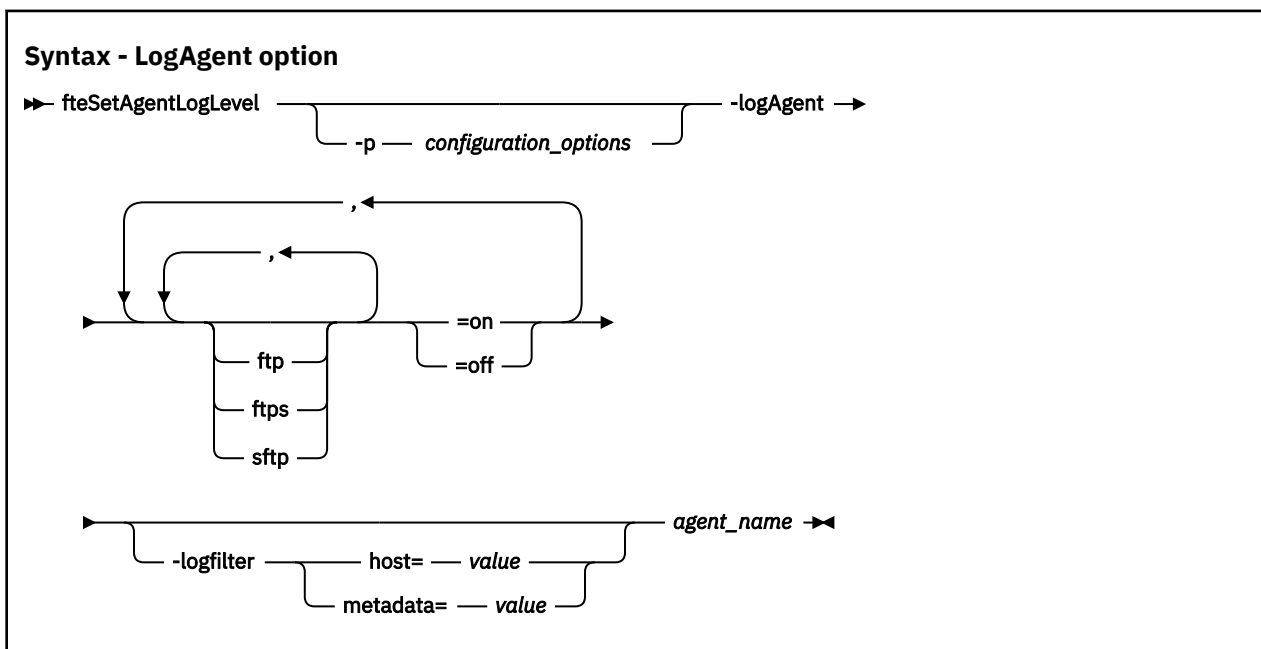 Syntax - LogAgent option
fteSetAgentLogLevel -logAgent
-p configuration_options
,
,
=on
ftp =off
ftps
sftp
agent_name
-logfilter host= value
metadata= value